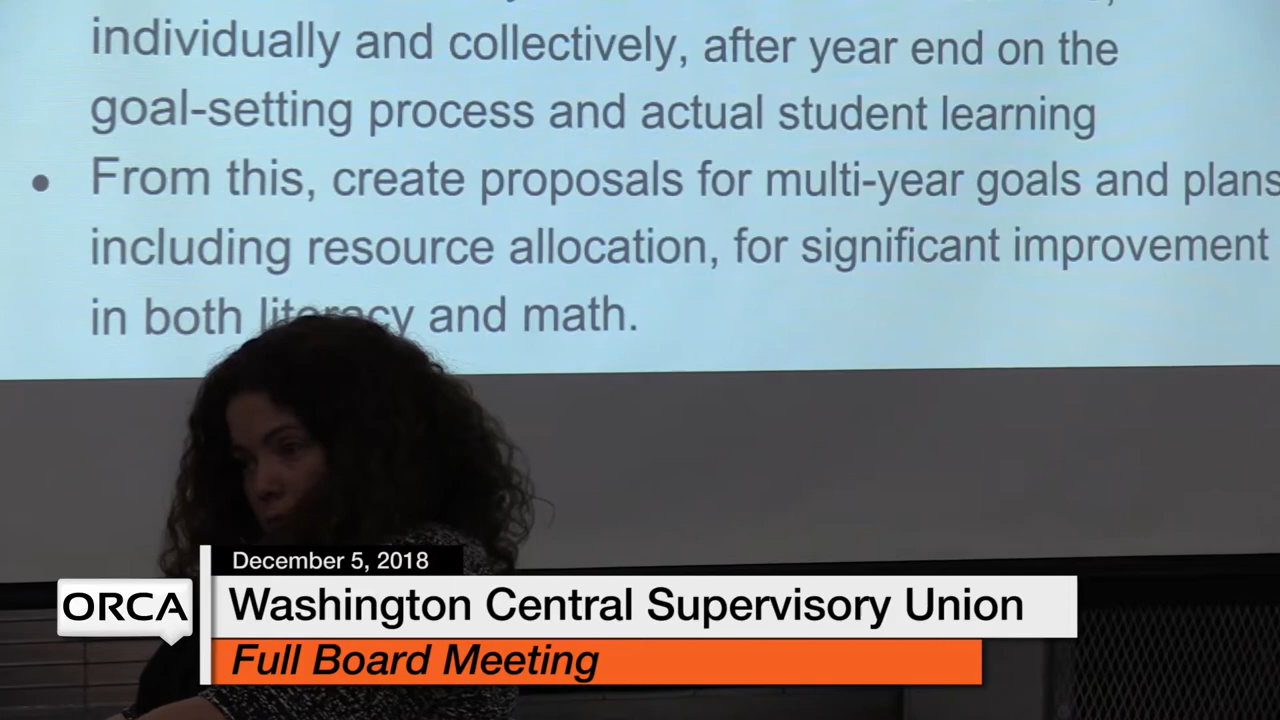 individually and collectively, after year end on the
goal-setting process and actual student learning
• From this, create proposals for multi-year goals and plans
including resource allocation, for significant improvement
in both literacy and math.
December 5, 2018
ORCA
Washington Central Supervisory Union
Full Board Meeting